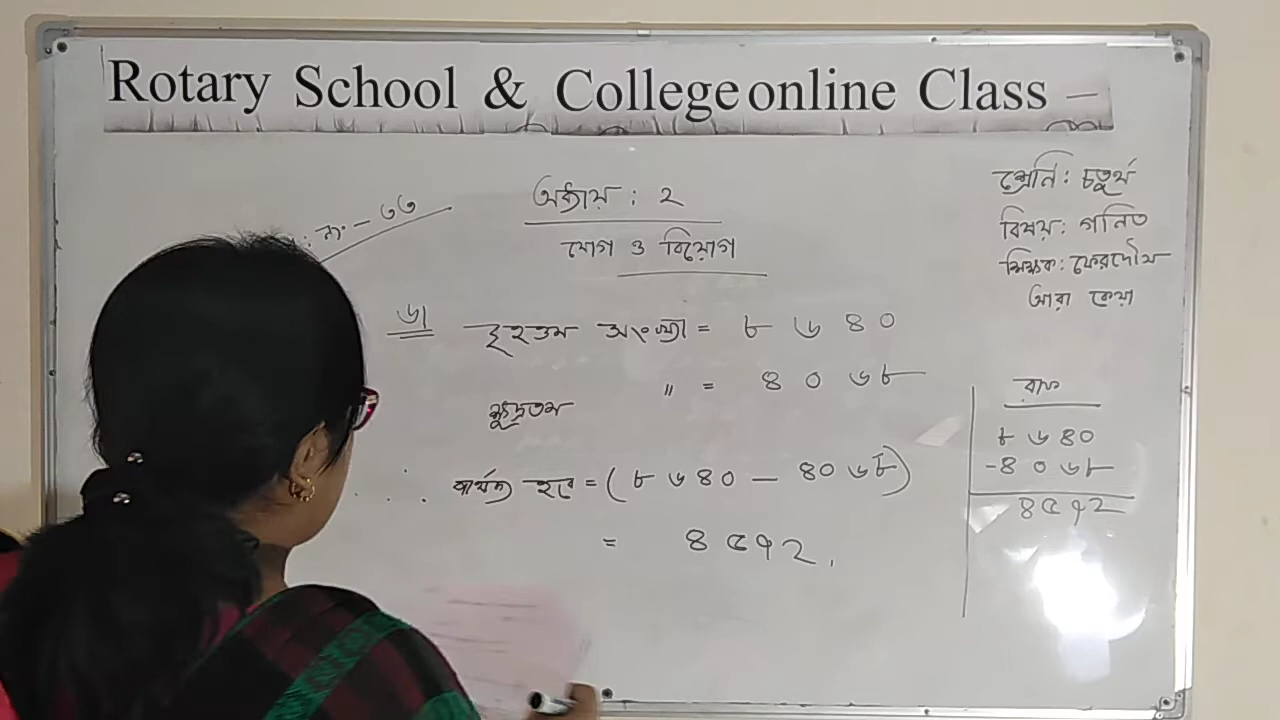 Rotary School & College online Class
শ্রেনি: চতুর্থ
বিষয়: গনিত
শিক্ষক: ফেরদৌস
আরা কেয়া
অধ্যায় : ২
যোগ ও বিয়োগ
: নং - ৩৩
৬।
বৃহত্তম সংখ্যা = ৮ ৬ ৪ ০
ক্ষুদ্রতম " = ৪ ০ ৬ ৮
∴ পার্থক্য হবে = (৮ ৬ ৪ ০ — ৪ ০ ৬ ৮)
= ৪ ৫ ৭ ২ .
রাফ
৮ ৬ ৪ ০
- ৪ ০ ৬ ৮
৪ ৫ ৭ ২